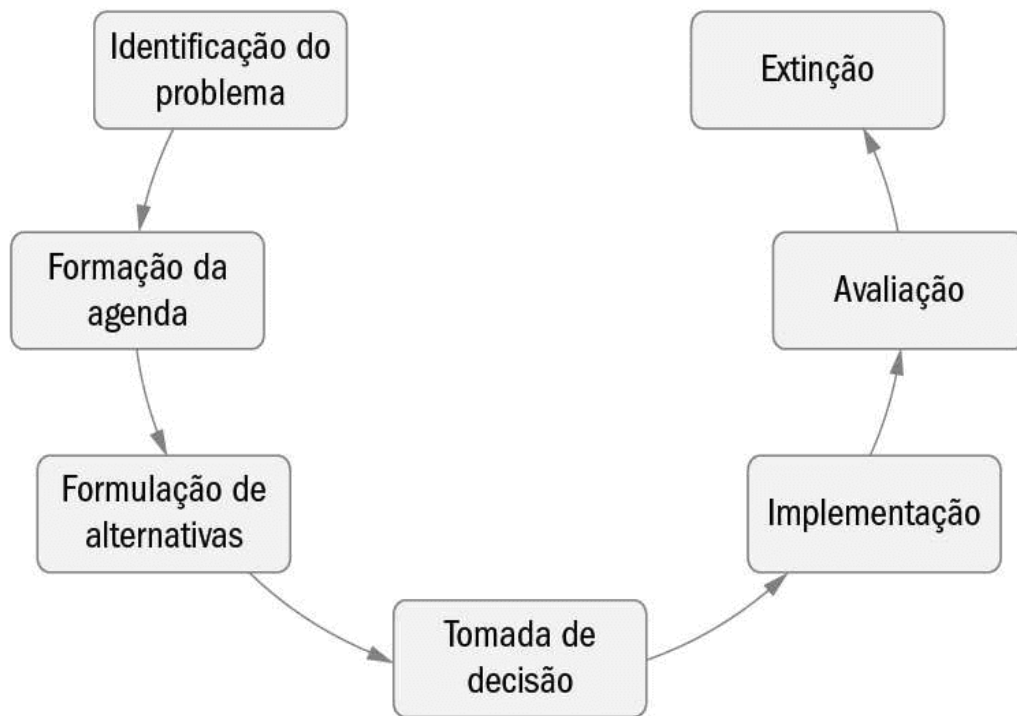 Identificação do
problema
Formação da
agenda
Formulação de
alternativas
Tomada de
decisão
Implementação
Avaliação
Extinção